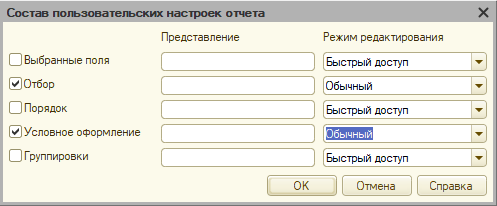 Состав пользовательских настроек отчета
Представление Режим редактирования
Выбранные поля Быстрый доступ
Отбор Обычный
Порядок Быстрый доступ
Условное оформление Обычный
Группировки Быстрый доступ
OK Отмена Справка